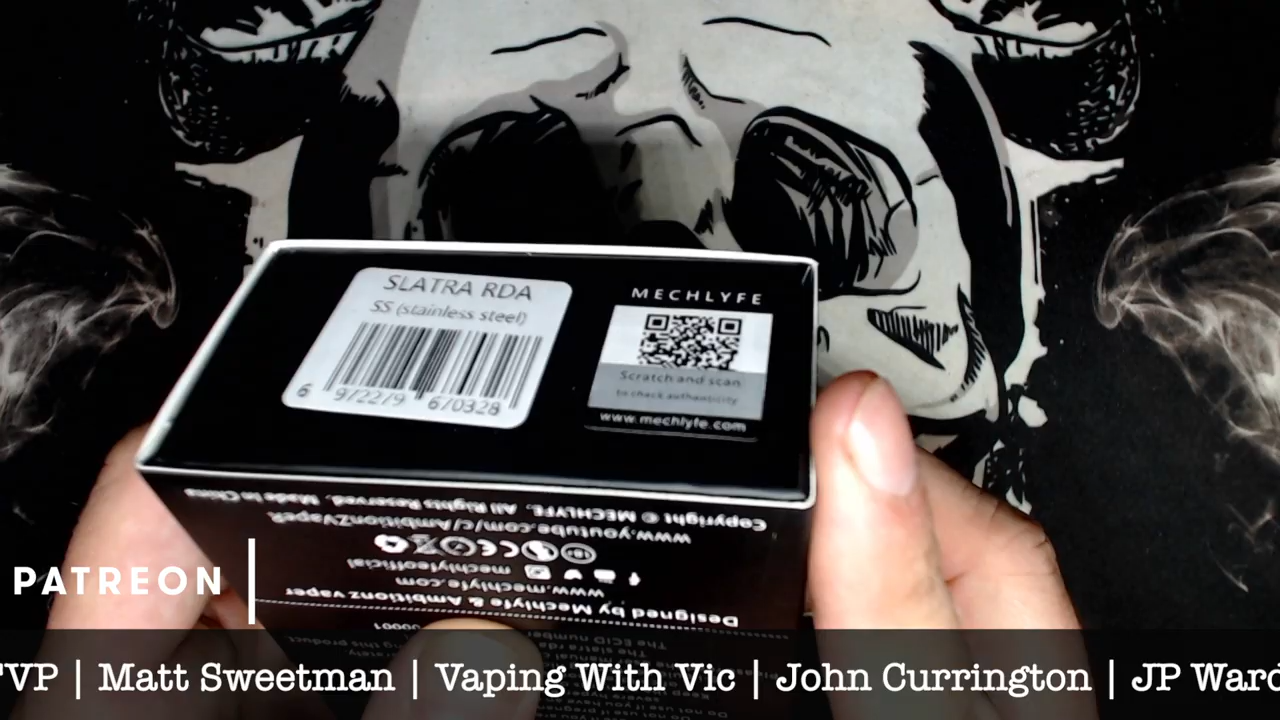 SLATRA RDA
SS (stainless steel)
6 972279 670328
MECHLYFE
Scratch and scan
to check authenticity
www.mechlyfe.com
Copyright © MECHLYFE. All Rights Reserved. Made In China
www.youtube.com/c/AmbitionZVapeR
mechlyfeofficial
www.mechlyfe.com
Designed by Mechlyfe & Ambitionz vaper
PATREON
TVP | Matt Sweetman | Vaping With Vic | John Currington | JP Ward